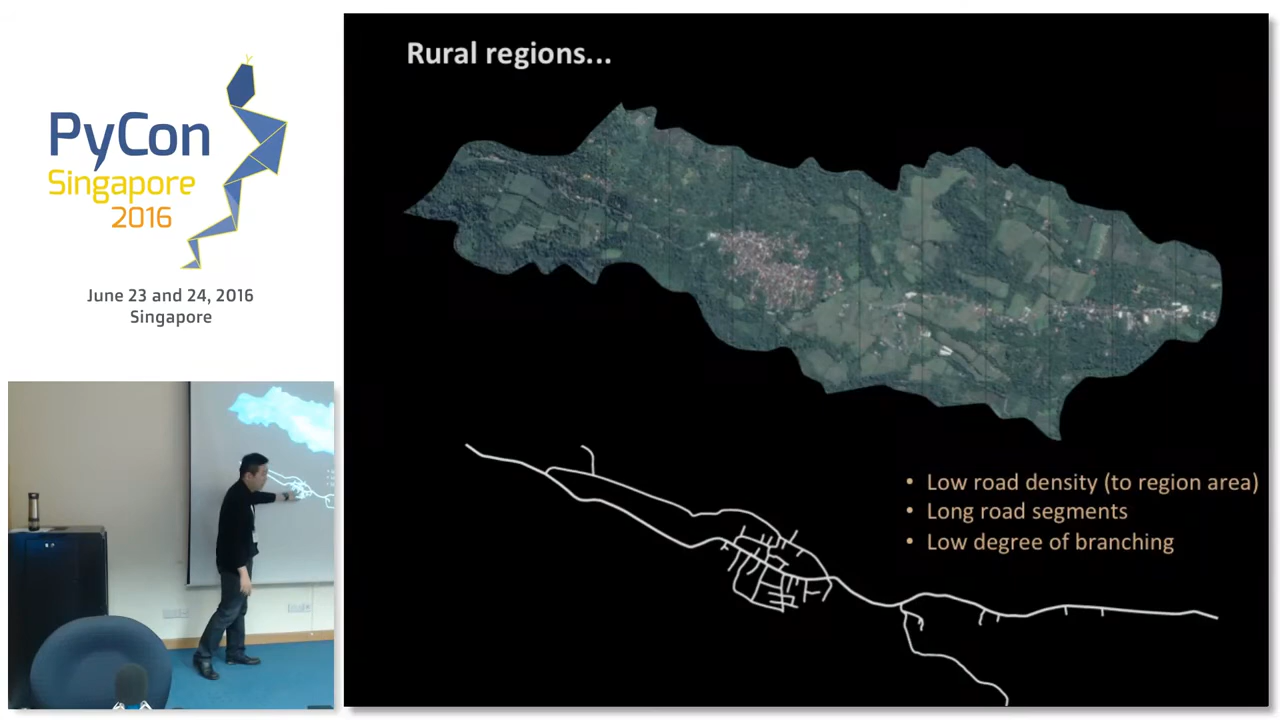 PyCon
Singapore
2016
June 23 and 24, 2016
Singapore
Rural regions...
• Low road density (to region area)
• Long road segments
• Low degree of branching